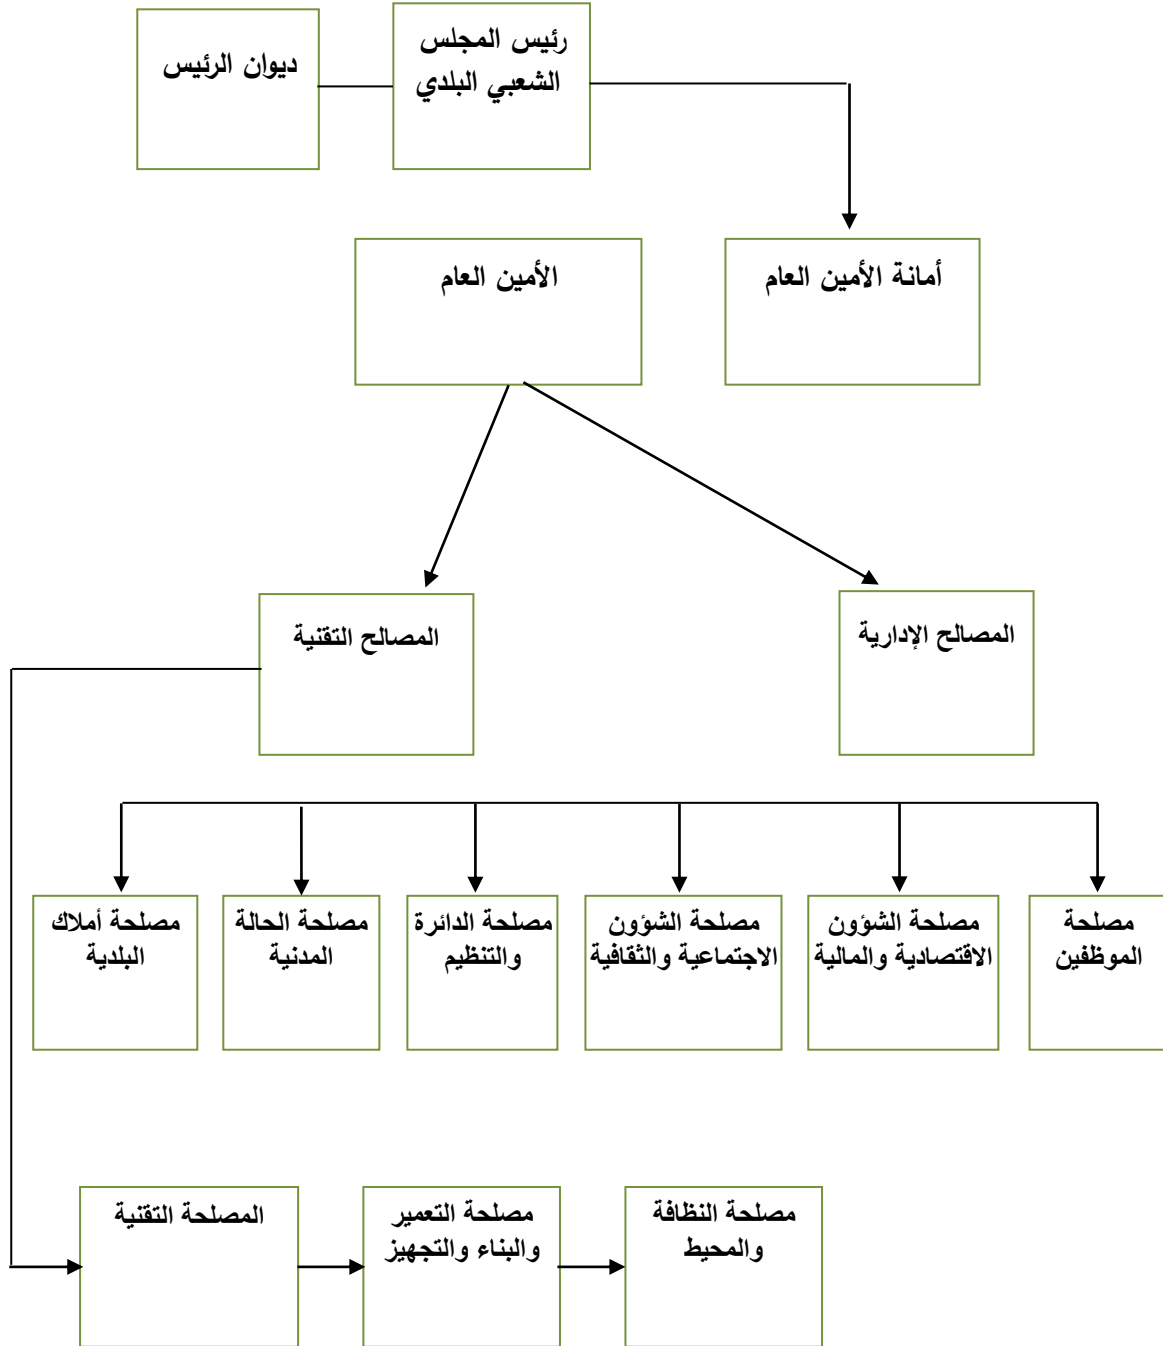 رئيس المجلس
الشعبي البلدي
ديوان الرئيس
أمانة الأمين العام
الأمين العام
المصالح الإدارية
المصالح التقنية
مصلحة
الموظفين
مصلحة الشؤون
الاقتصادية والمالية
مصلحة الشؤون
الاجتماعية والثقافية
مصلحة الدائرة
والتنظيم
مصلحة الحالة
المدنية
مصلحة أملاك
البلدية
المصلحة التقنية
مصلحة التعمير
والبناء والتجهيز
مصلحة النظافة
والمحيط